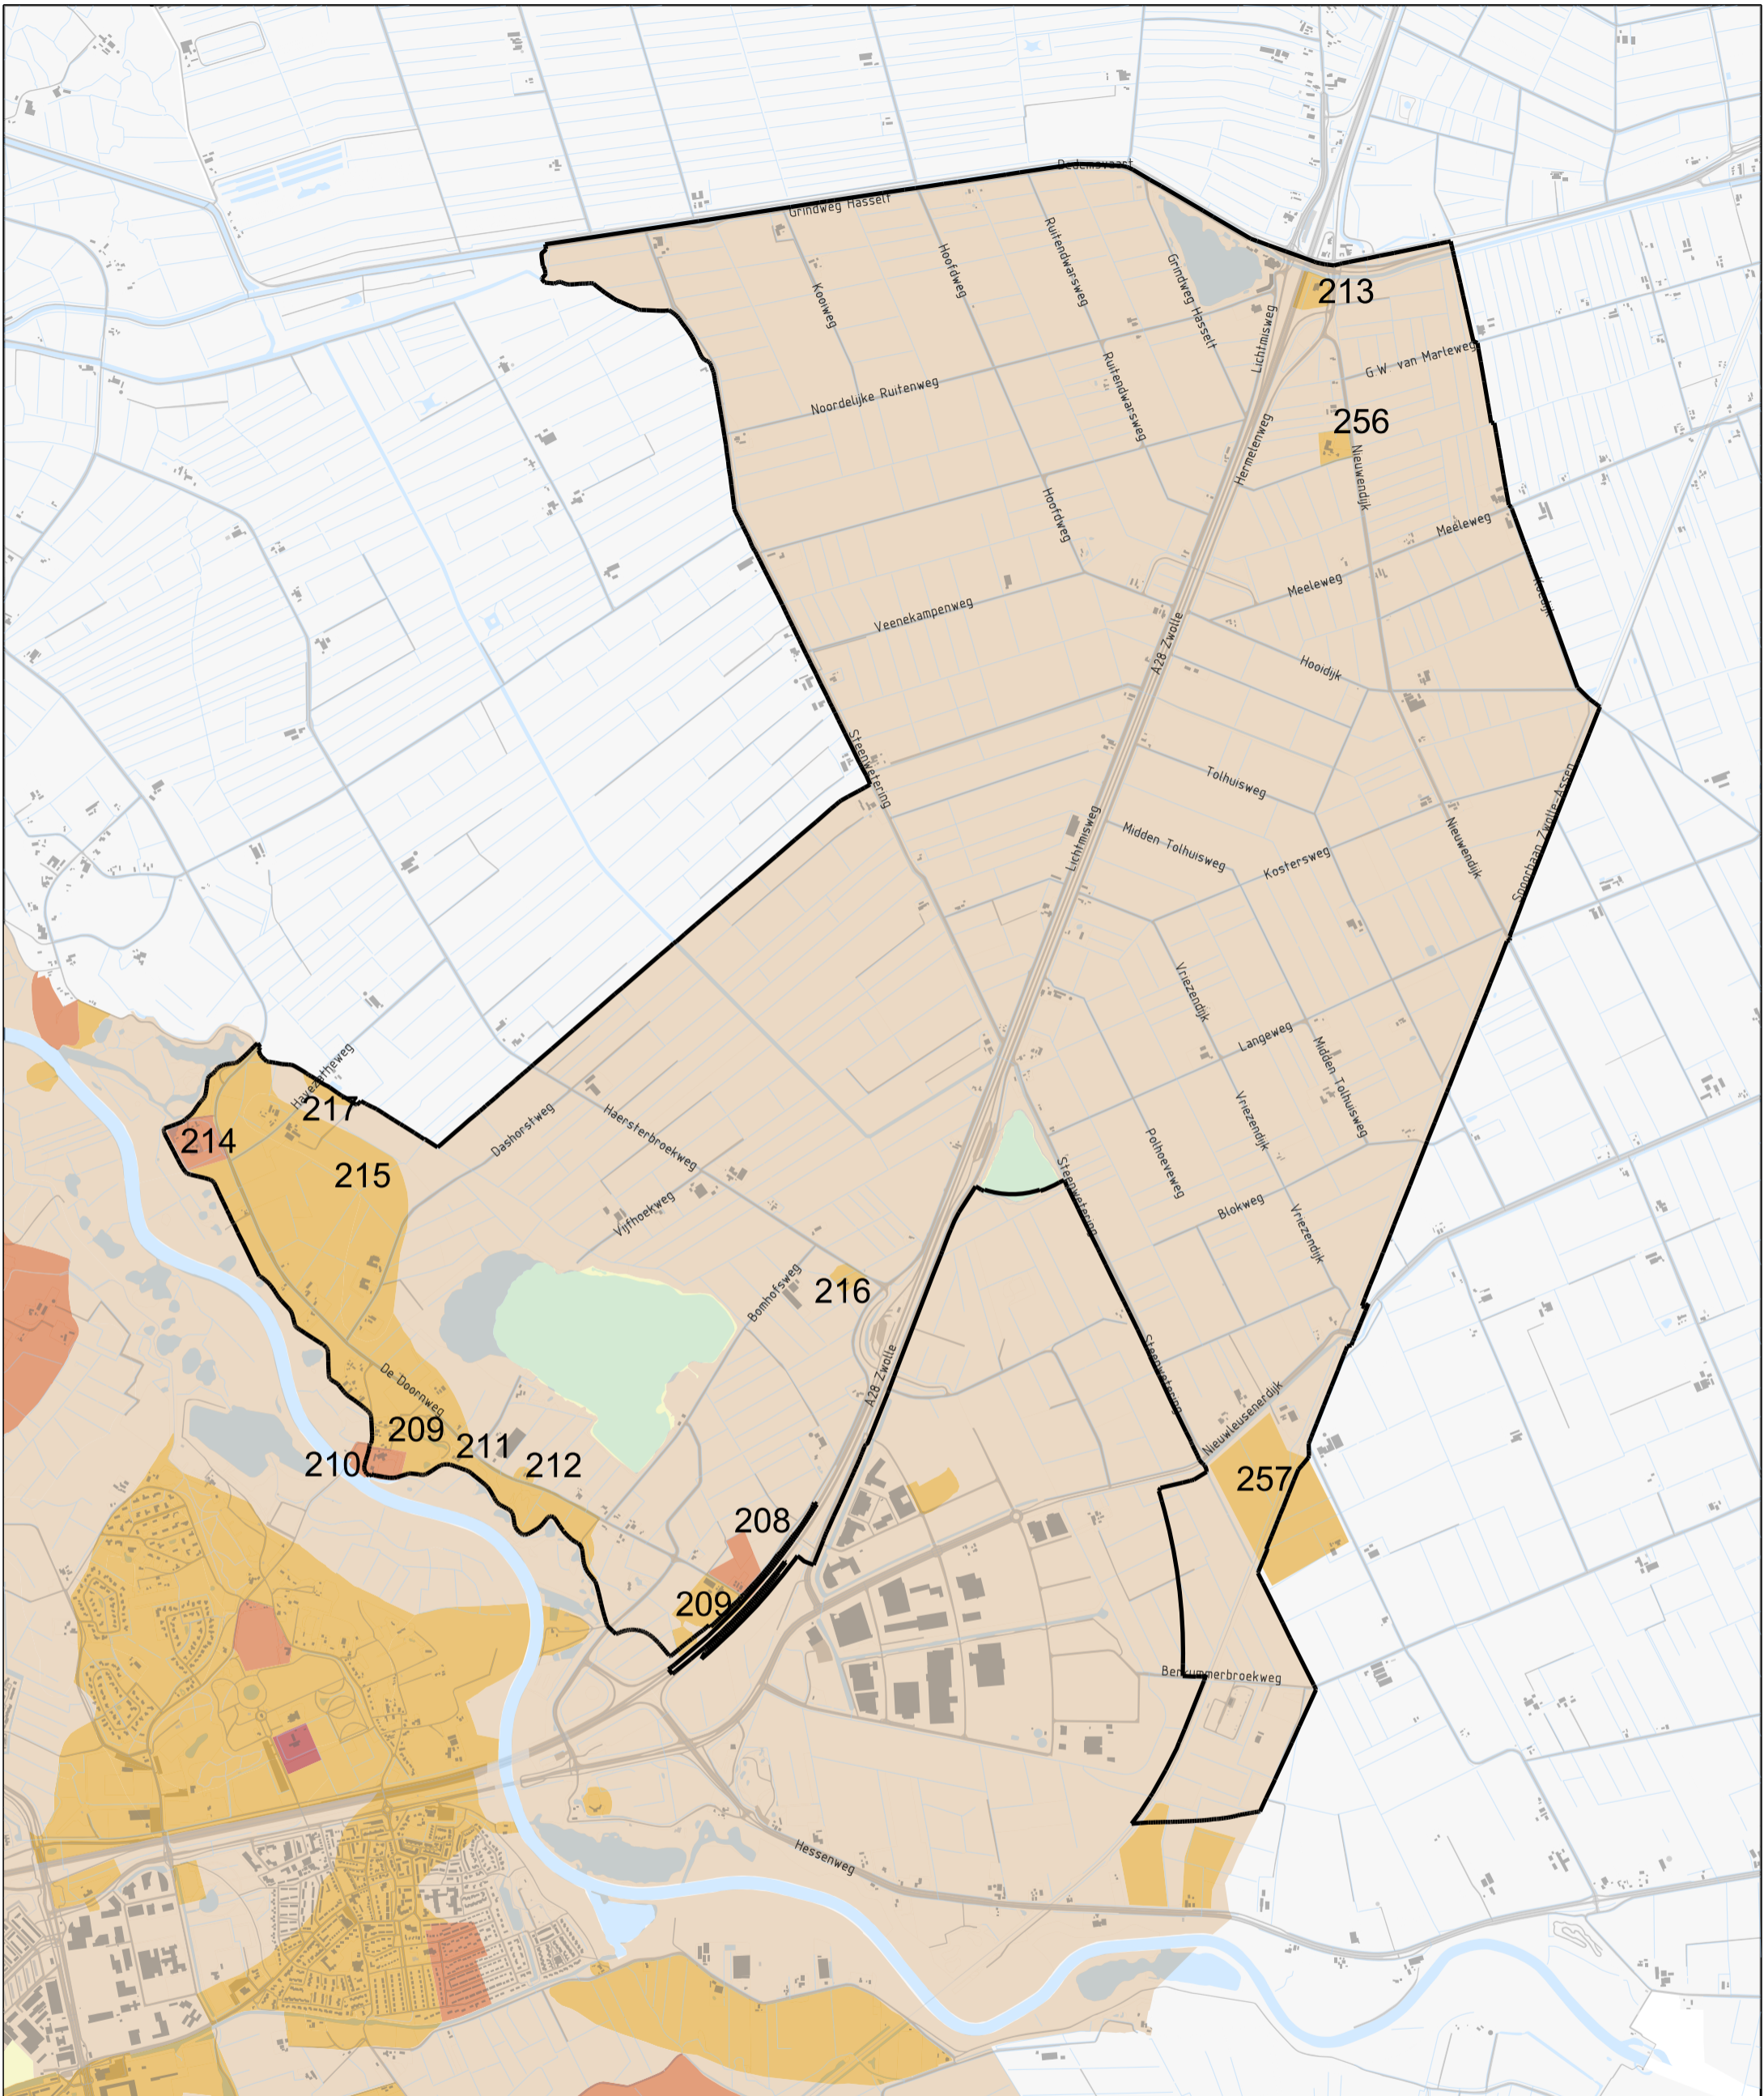 Dedemsvaart
Grindweg Hasselt
Ruitendwarsweg
Hoofdweg
Grindweg Hasselt
Kooiweg
213
Lichtmisweg
G.W. van Marleweg
Ruitendwarsweg
Noordelijke Ruitenweg
256
Hermelenweg
Nieuwendijk
Hoofdweg
Meeleweg
Meeleweg
Koedijk
Veenekampenweg
A28 Zwolle
Hooidijk
Steenwetering
Tolhuisweg
Lichtmisweg
Midden Tolhuisweg
Kostersweg
Nieuwendijk
Spoorbaan Zwolle-Assen
Vriezendijk
Langeweg
Midden Tolhuisweg
Havezatheweg
217
Dashorstweg
Haersterbroekweg
Vriezendijk
214
215
Polhoeveweg
Steenwetering
Vijfhoekweg
Blokweg
Vriezendijk
Bomhofsweg
216
A28 Zwolle
Steenwetering
De Doornweg
209
211
210
212
Nieuwleusenerdijk
257
208
209
Benkummerbroekweg
Hessenweg